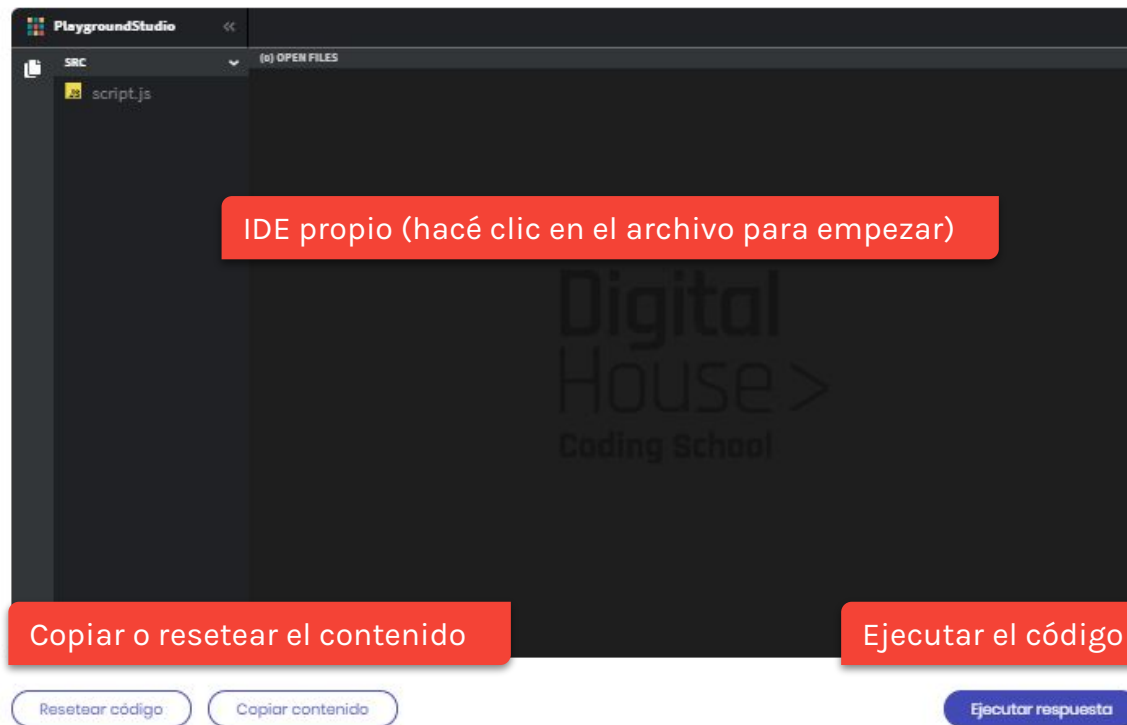 PlaygroundStudio
SRC
(0) OPEN FILES
JS script.js
IDE propio (hacé clic en el archivo para empezar)
Digital
House>
Coding School
Copiar o resetear el contenido
Ejecutar el código
Resetear código
Copiar contenido
Ejecutar respuesta